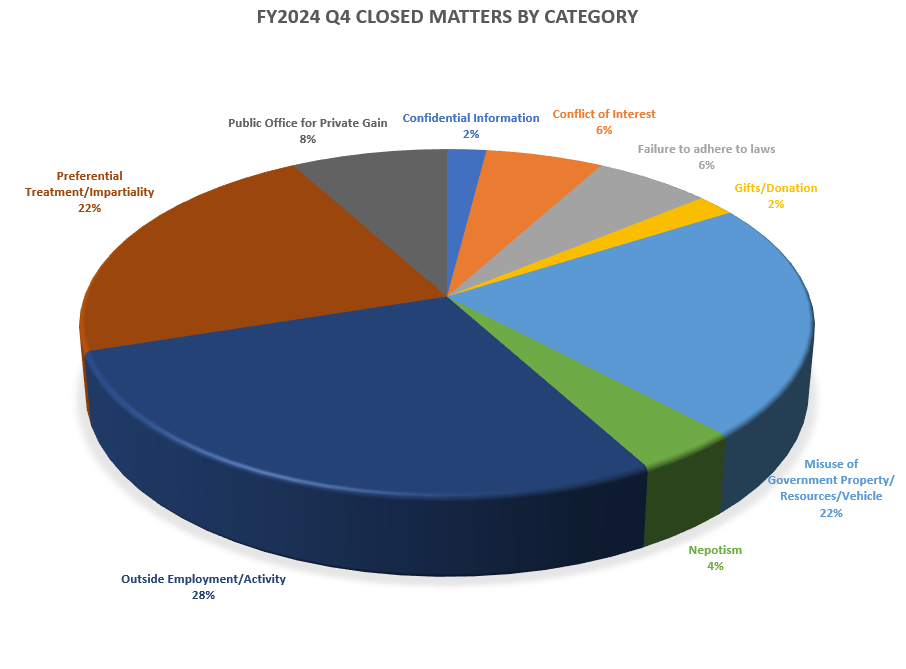 FY2024 Q4 CLOSED MATTERS BY CATEGORY
Confidential Information
2%
Conflict of Interest
6%
Failure to adhere to laws
6%
Gifts/Donation
2%
Misuse of
Government Property/
Resources/Vehicle
22%
Nepotism
4%
Outside Employment/Activity
28%
Preferential
Treatment/Impartiality
22%
Public Office for Private Gain
8%